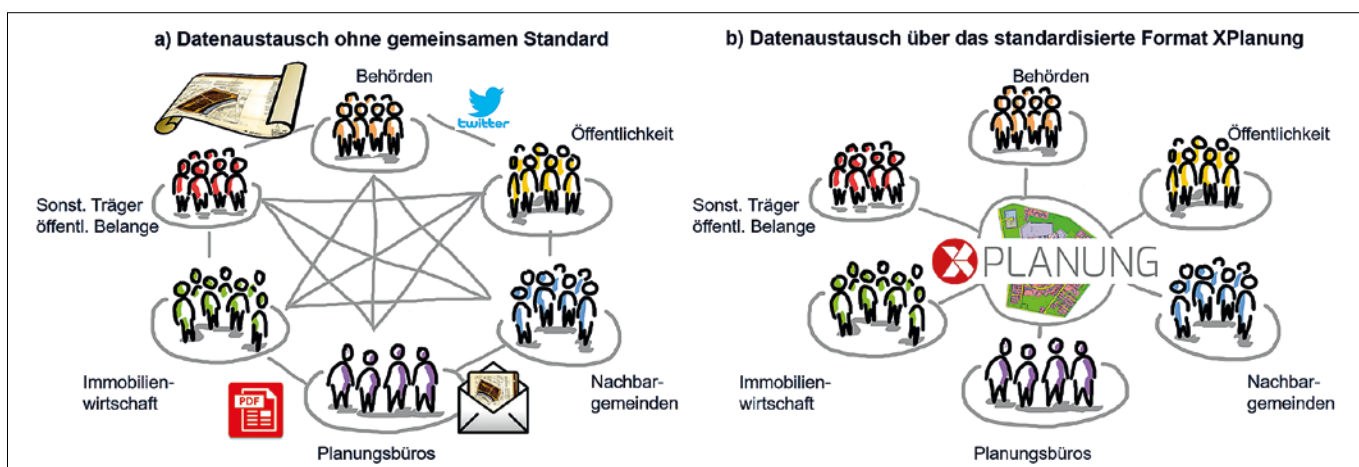 a) Datenaustausch ohne gemeinsamen Standard
Behörden
twitter
Öffentlichkeit
Sonst. Träger
öffentl. Belange
Immobilien-
wirtschaft
PDF
Nachbar-
gemeinden
Planungsbüros
b) Datenaustausch über das standardisierte Format XPlanung
Behörden
Öffentlichkeit
Sonst. Träger
öffentl. Belange
XPLANUNG
Immobilien-
wirtschaft
Nachbar-
gemeinden
Planungsbüros